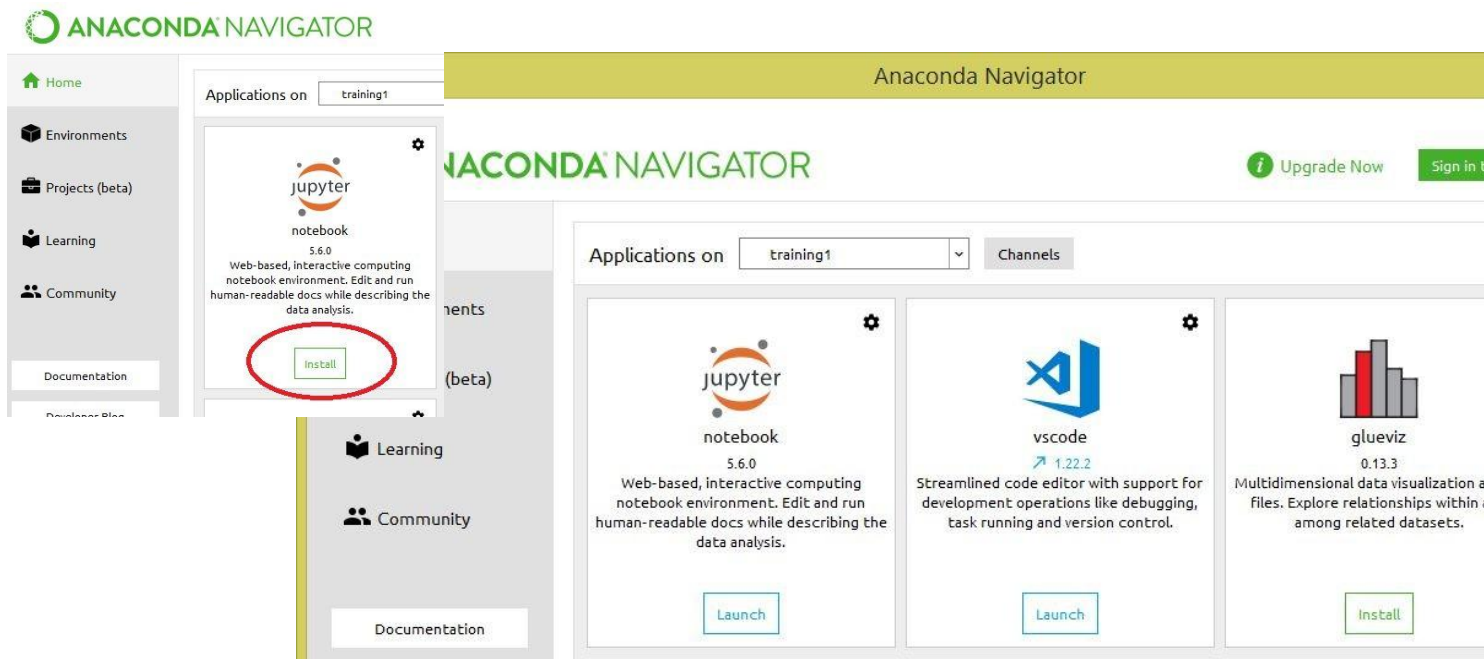 ANACONDA NAVIGATOR
Home
Environments
Projects (beta)
Learning
Community
Documentation
Applications on training1
jupyter
notebook
5.6.0
Web-based, interactive computing
notebook environment. Edit and run
human-readable docs while describing the
data analysis.
Install
Anaconda Navigator
NACONDA NAVIGATOR
Upgrade Now
Sign in t
ents
(beta)
Learning
Community
Documentation
Applications on training1 Channels
jupyter
notebook
5.6.0
Web-based, interactive computing
notebook environment. Edit and run
human-readable docs while describing the
data analysis.
Launch
vscode
1.22.2
Streamlined code editor with support for
development operations like debugging,
task running and version control.
Launch
glueviz
0.13.3
Multidimensional data visualization a
files. Explore relationships within
among related datasets.
Install